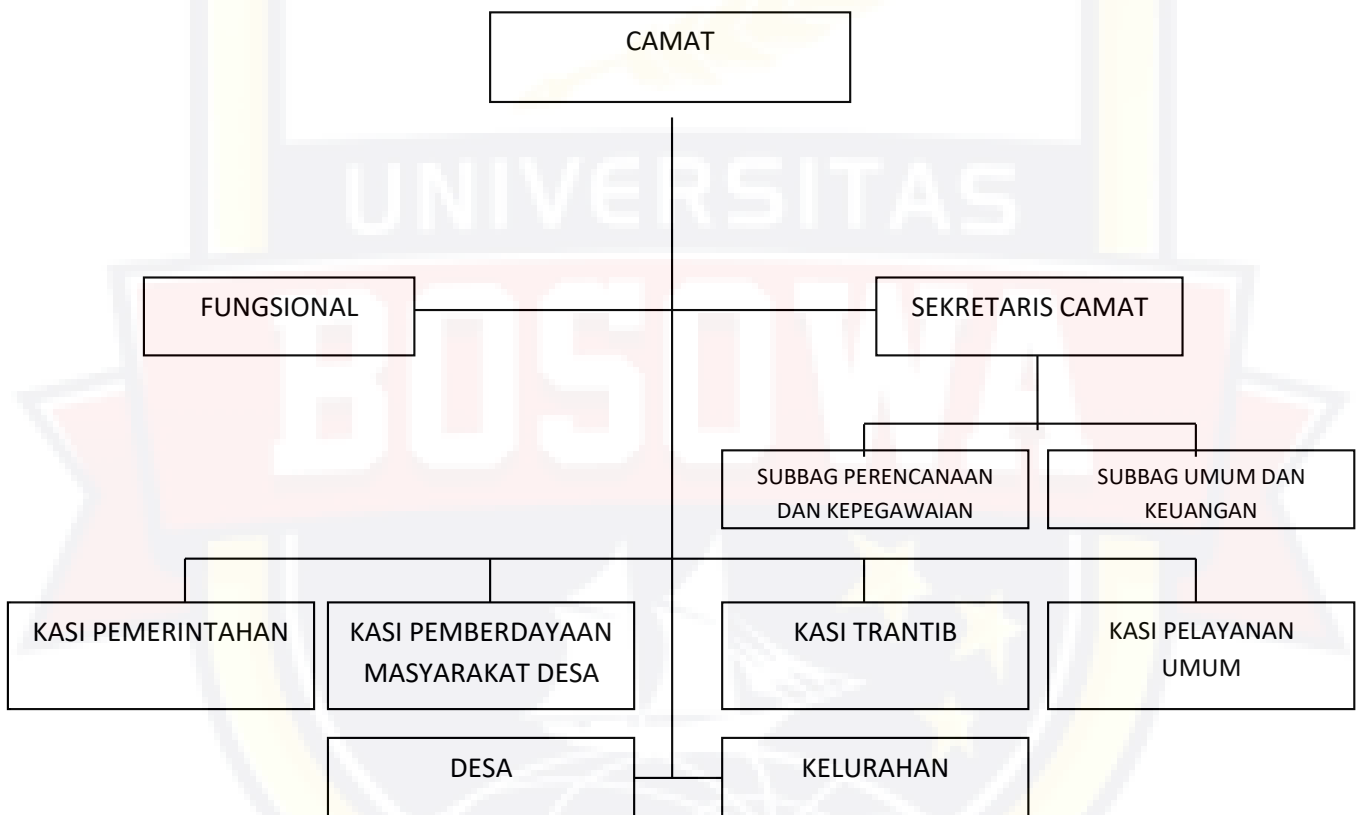 CAMAT
UNIVERSITAS
BOSOWA
FUNGSIONAL
SEKRETARIS CAMAT
SUBBAG PERENCANAAN
DAN KEPEGAWAIAN
SUBBAG UMUM DAN
KEUANGAN
KASI PEMERINTAHAN
KASI PEMBERDAYAAN
MASYARAKAT DESA
KASI TRANTIB
KASI PELAYANAN
UMUM
DESA
KELURAHAN